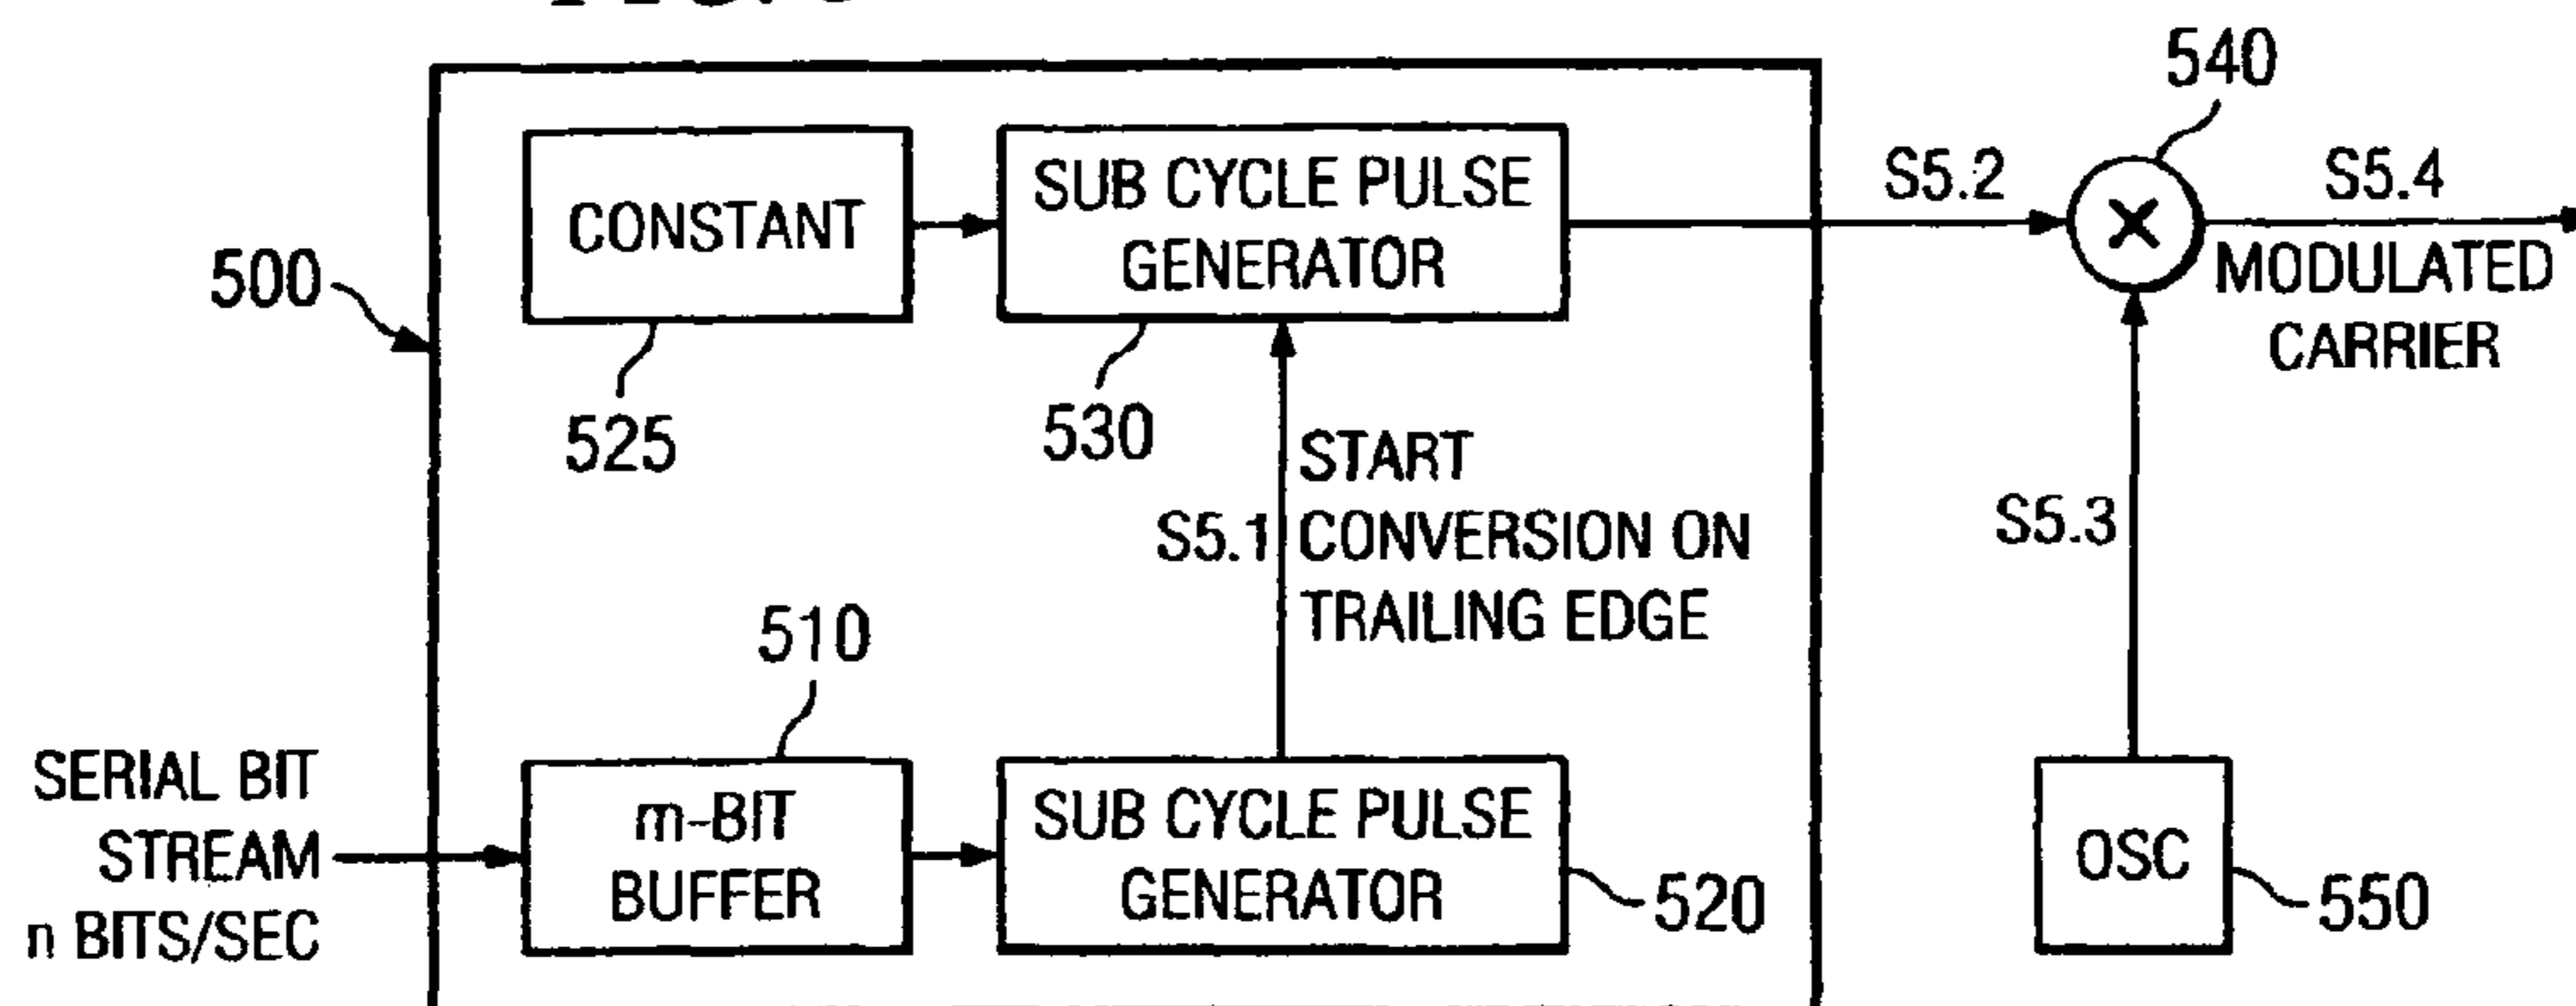 540
CONSTANT
SUB CYCLE PULSE
GENERATOR
S5.2
S5.4
MODULATED
CARRIER
500
525
530
START
S5.1 CONVERSION ON
TRAILING EDGE
S5.3
510
SERIAL BIT
STREAM
n BITS/SEC
m-BIT
BUFFER
SUB CYCLE PULSE
GENERATOR
520
OSC
550